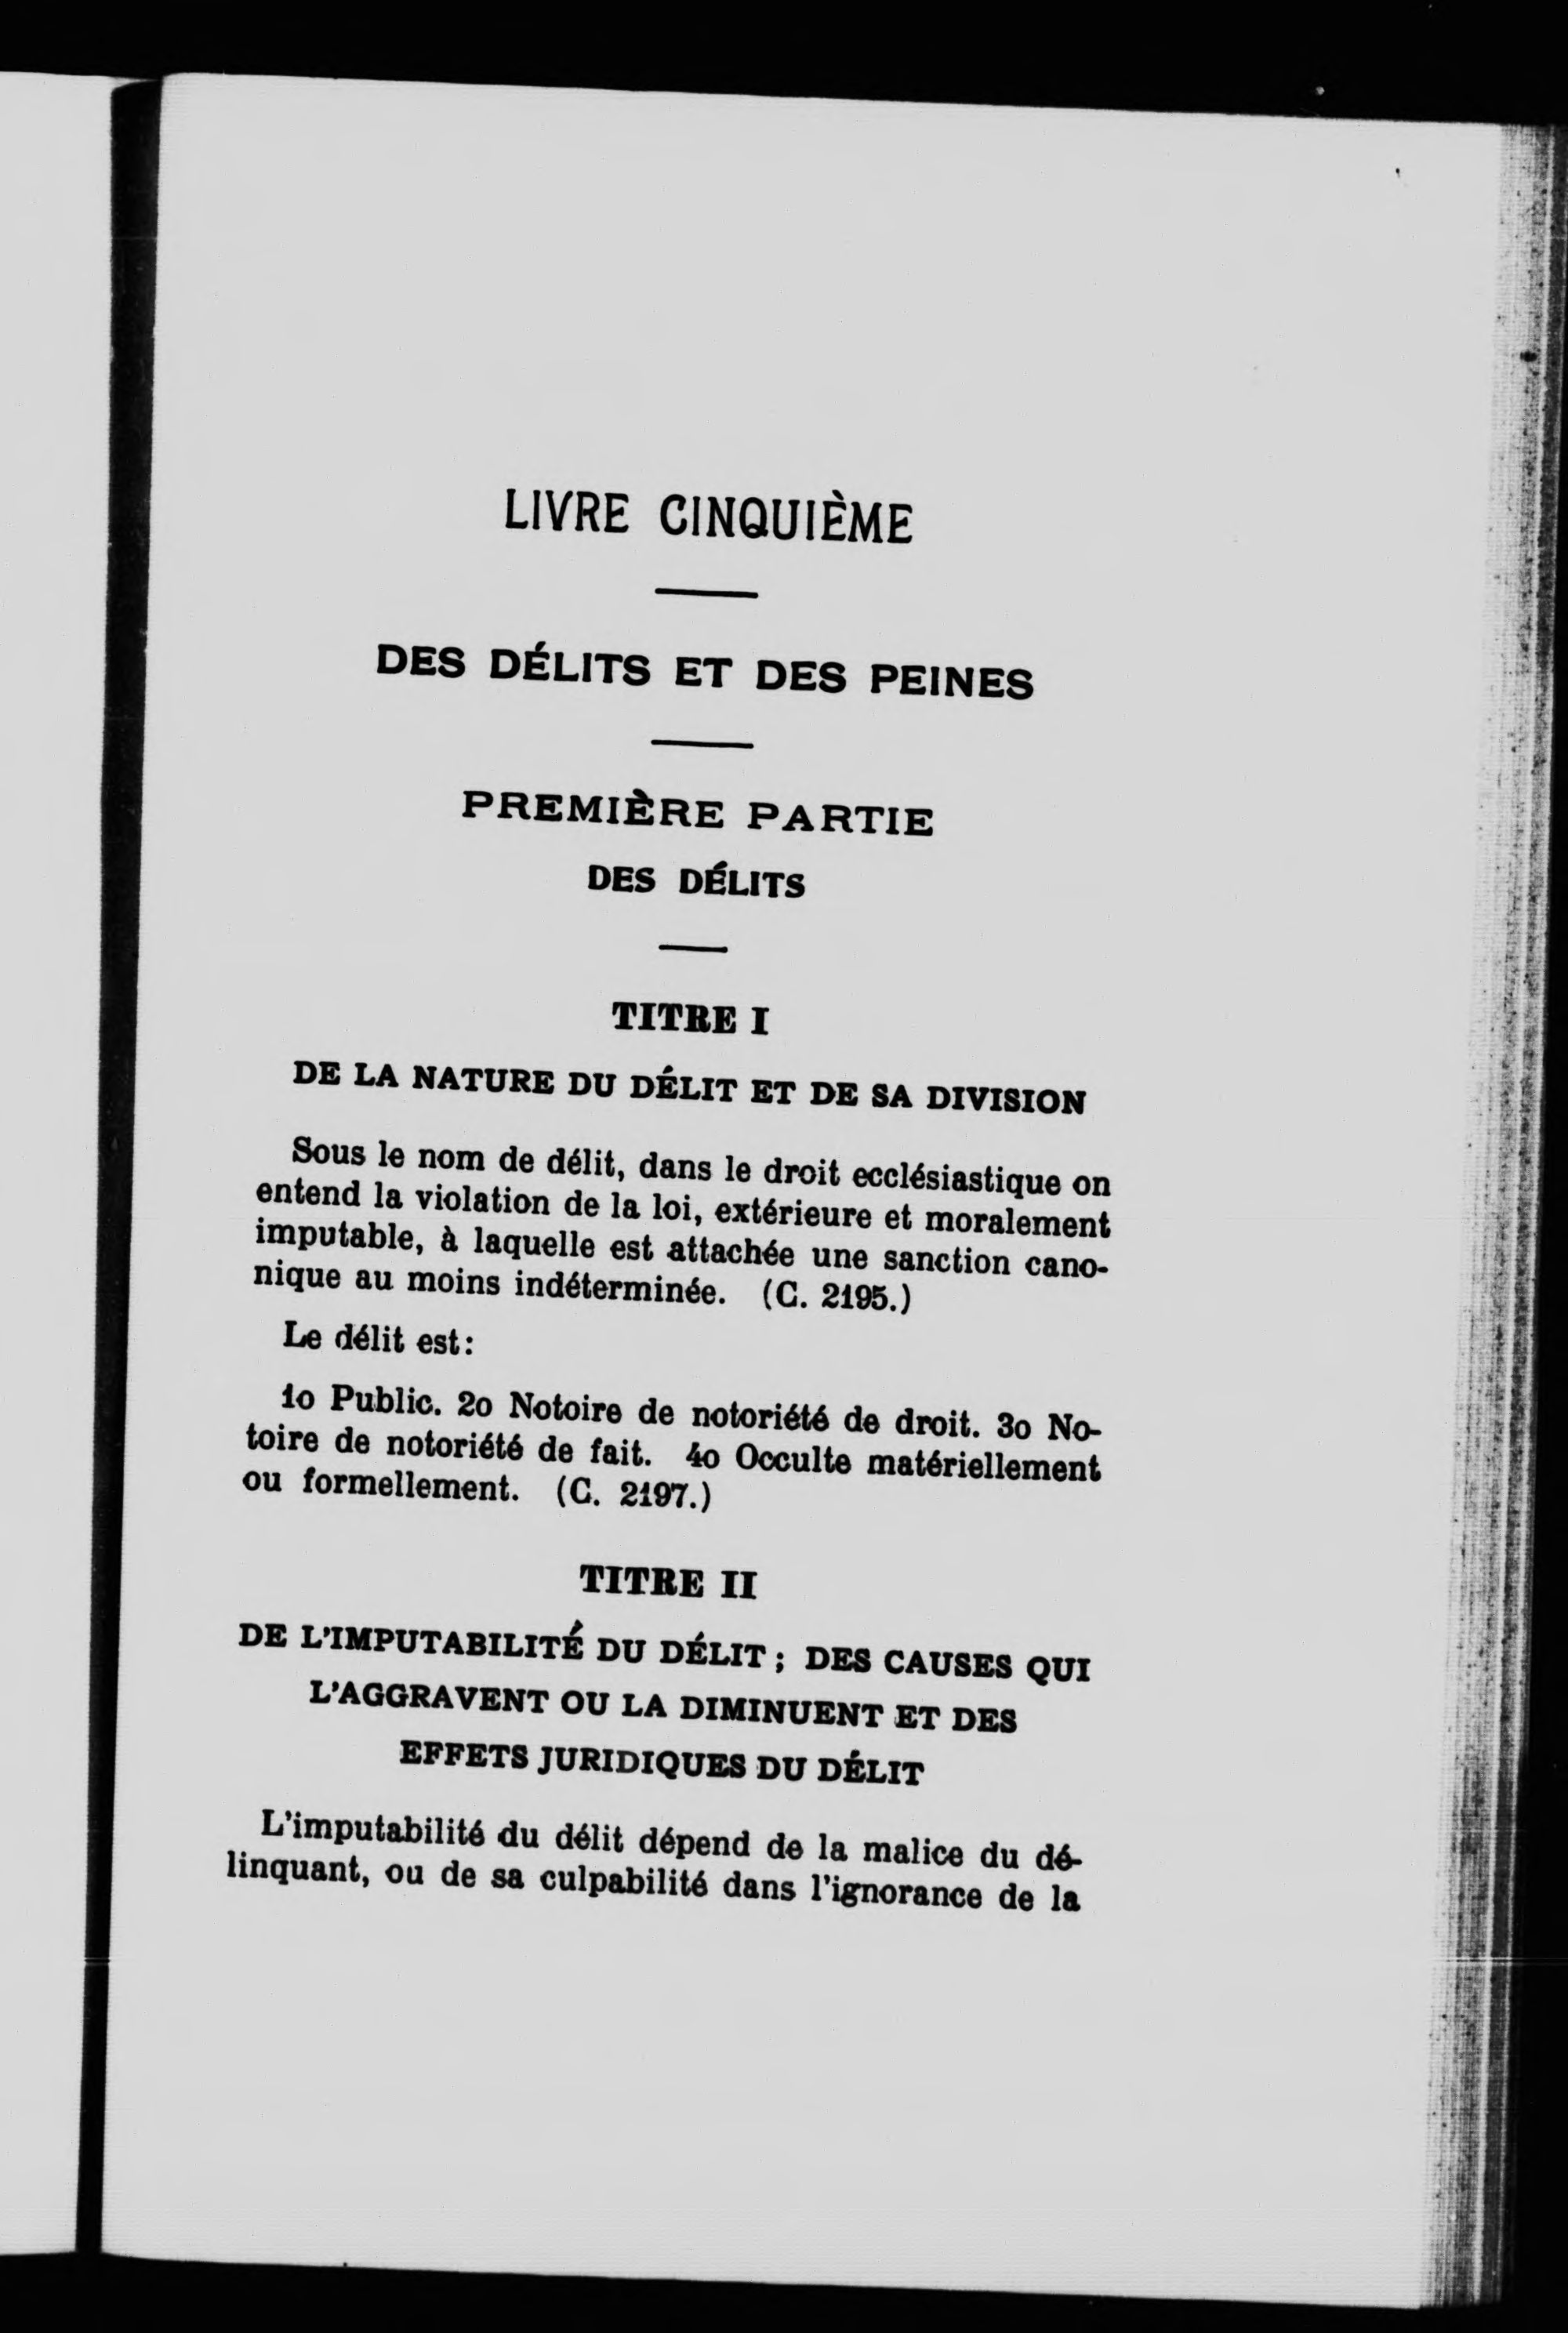 LIVRE CINQUIÈME
DES DÉLITS ET DES PEINES
PREMIÈRE PARTIE
DES DÉLITS
TITRE I
DE LA NATURE DU DÉLIT ET DE SA DIVISION
Sous le nom de délit, dans le droit ecclésiastique on
entend la violation de la loi, extérieure et moralement
imputable, à laquelle est attachée une sanction cano-
nique au moins indéterminée. (C. 2195.)
Le délit est:
1o Public. 2o Notoire de notoriété de droit. 3o No-
toire de notoriété de fait. 4o Occulte matériellement
ou formellement. (C. 2197.)
TITRE II
DE L'IMPUTABILITÉ DU DÉLIT ; DES CAUSES QUI
L'AGGRAVENT OU LA DIMINUENT ET DES
EFFETS JURIDIQUES DU DÉLIT
L'imputabilité du délit dépend de la malice du dé-
linquant, ou de sa culpabilité dans l'ignorance de la